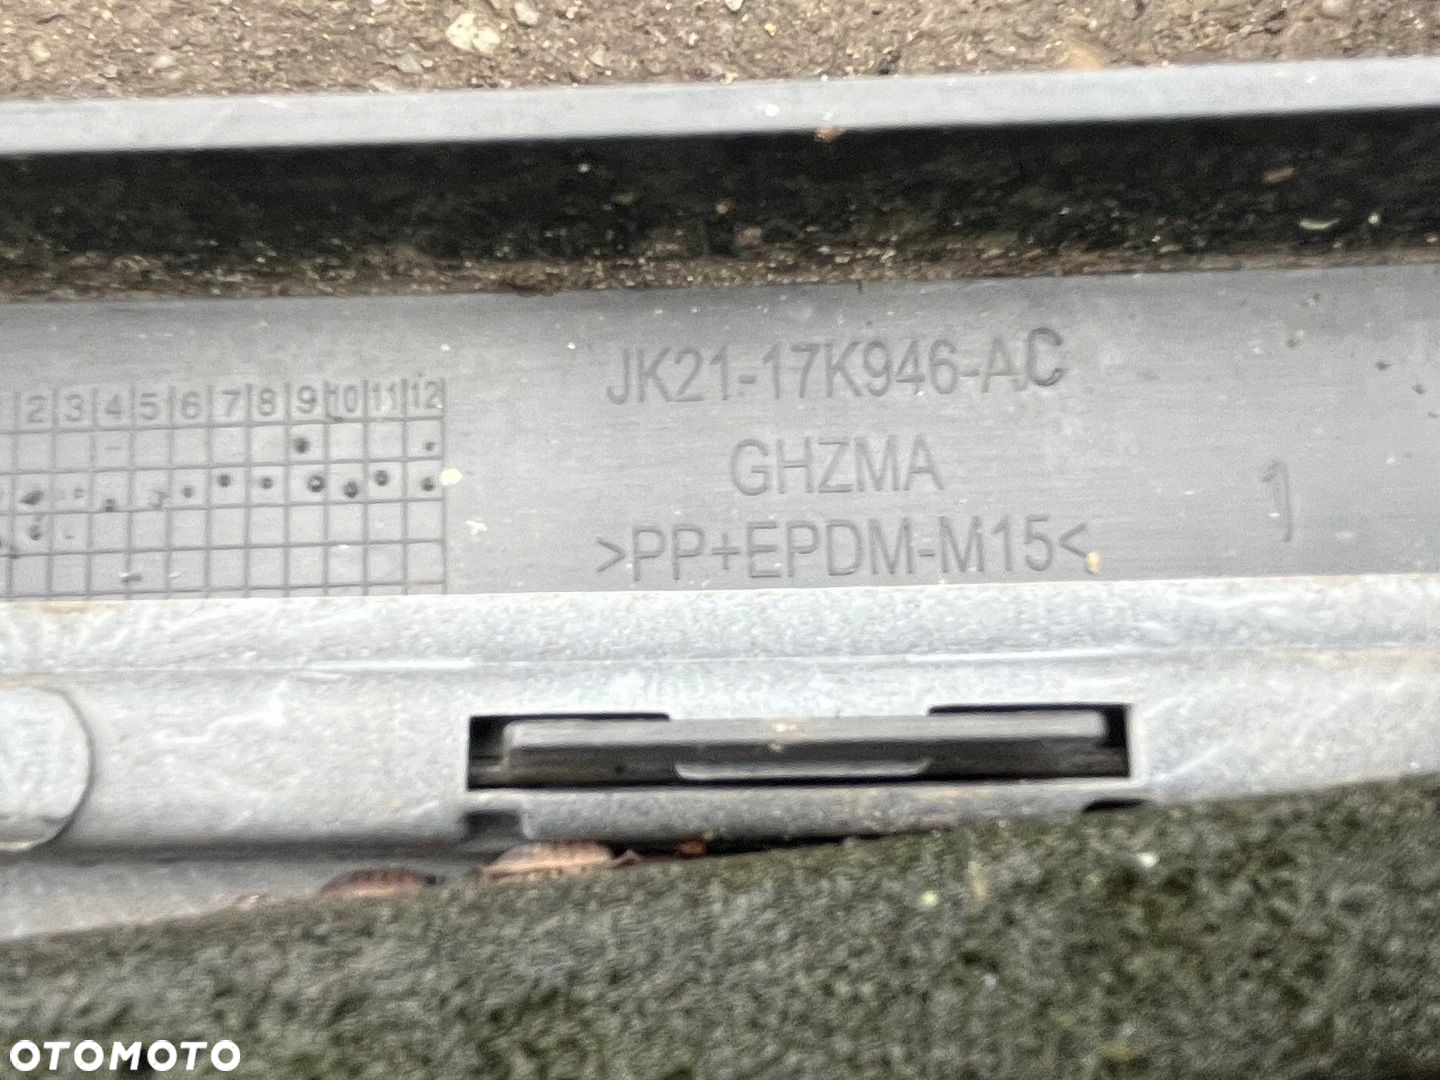 JK21-17K946-AC
2 3 4 5 6 7 8 9 10 11 12
GHZMA
>PP+EPDM-M15<
1
OTOMOTO